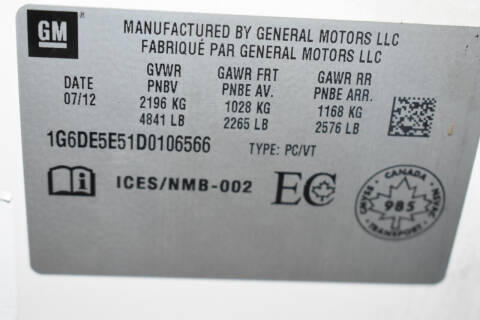 GM
MANUFACTURED BY GENERAL MOTORS LLC
FABRIQUÉ PAR GENERAL MOTORS LLC
DATE
07/12
GVWR
PNBV
2196 KG
4841 LB
GAWR FRT
PNBE AV.
1028 KG
2265 LB
GAWR RR
PNBE ARR.
1168 KG
2576 LB
1G6DE5E51D0106566
TYPE: PC/VT
ICES/NMB-002
EC
CANADA
985
TRANSPORT